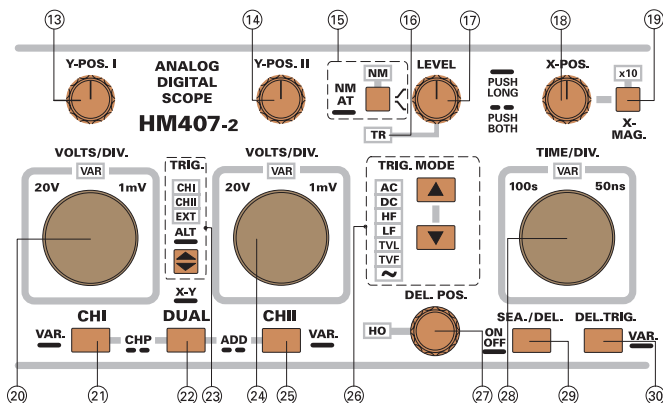 13 14 15 16 17 18 19
Y-POS. I
ANALOG
DIGITAL
SCOPE
HM407-2
Y-POS. II
NM
AT
NM
LEVEL
TR
PUSH
LONG
PUSH
BOTH
X-POS.
x10
X-
MAG.
VOLTS/DIV.
VAR
20V 1mV
TRIG.
CHI
CHII
EXT
ALT
X-Y
VOLTS/DIV.
VAR
20V 1mV
TRIG. MODE
AC
DC
HF
LF
TVL
TVF
~
TIME/DIV.
VAR
100s 50ns
CHI
VAR.
CHP
DUAL
ADD
CHII
VAR.
DEL. POS.
HO
ON
OFF
SEA./DEL.
DEL.TRIG.
VAR.
20 21 22 23 24 25 26 27 28 29 30